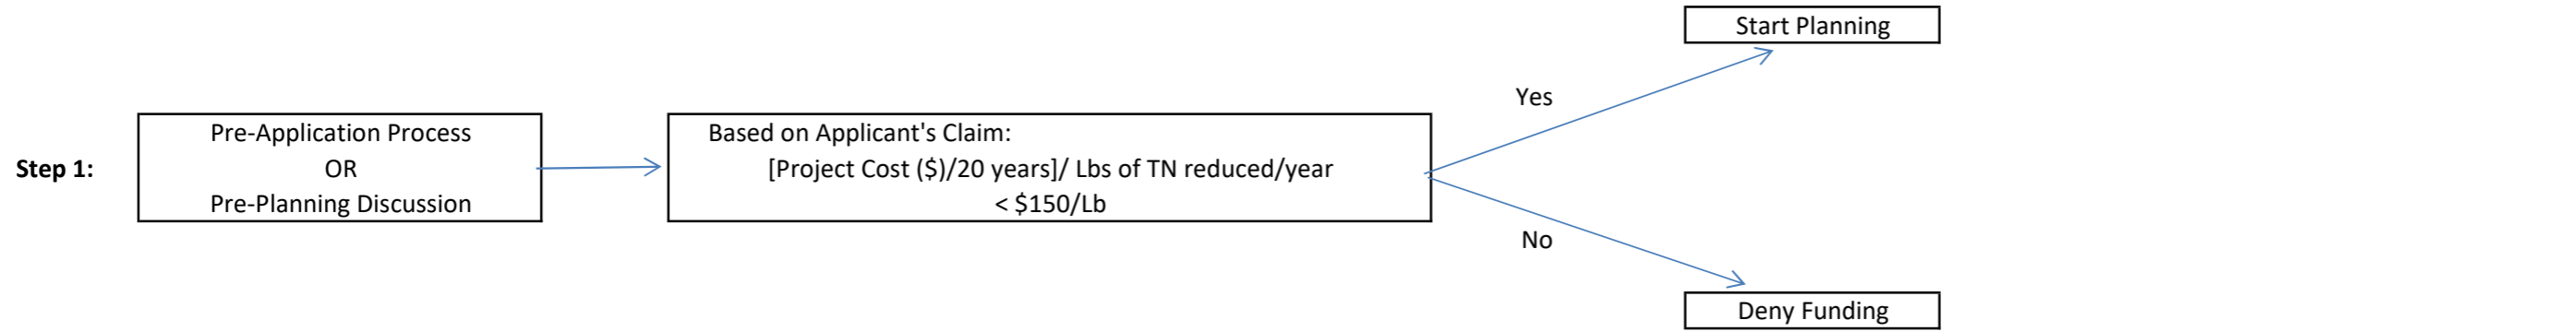 Step 1:
Pre-Application Process
OR
Pre-Planning Discussion
Based on Applicant's Claim:
[Project Cost ($)/20 years]/ Lbs of TN reduced/year
< $150/Lb
Yes
Start Planning
No
Deny Funding